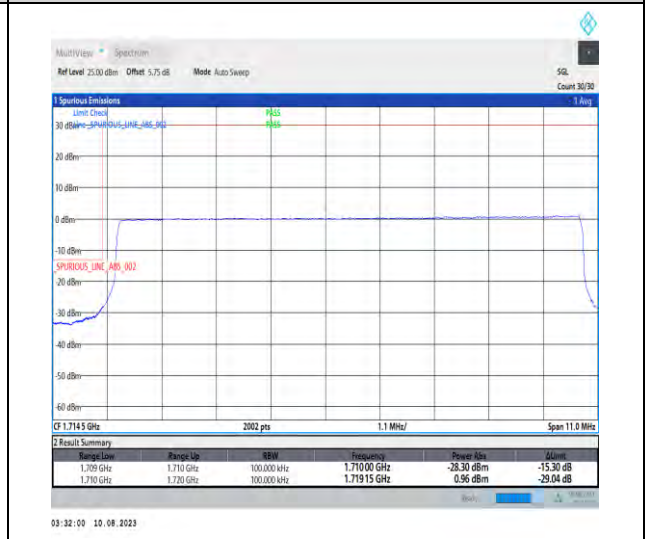 MultiView Spectrum
Ref Level 25.00 dBm Offset 5.75 dB Mode Auto Sweep SGL
Count 30/30
1 Spurious Emissions 1 Avg
Limit Check PASS
30 dBm Line _SPURIOUS_LINE_ABS_002 PASS
20 dBm
10 dBm
0 dBm
-10 dBm
_SPURIOUS_LINE_ABS_002
-20 dBm
-30 dBm
-40 dBm
-50 dBm
-60 dBm
CF 1.714 5 GHz 2002 pts 1.1 MHz/ Span 11.0 MHz
2 Result Summary
Range Low Range Up RBW Frequency Power Abs ΔLimit
1.709 GHz 1.710 GHz 100.000 kHz 1.710 00 GHz -28.30 dBm -15.30 dB
1.710 GHz 1.720 GHz 100.000 kHz 1.719 15 GHz 0.96 dBm -29.04 dB
Ready
03:32:00 10.08.2023